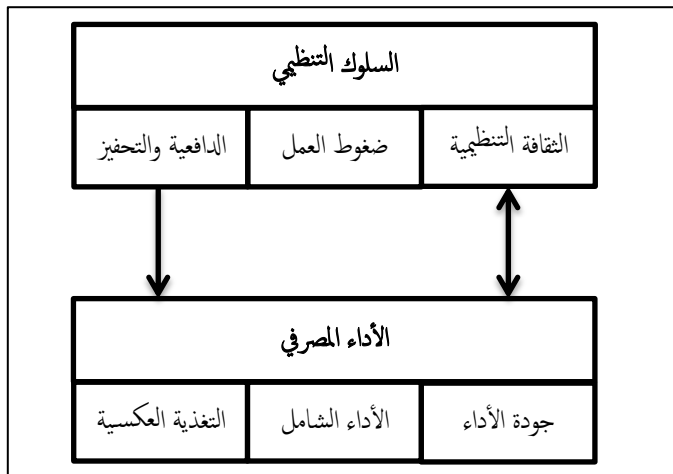 السلوك التنظيمي
الثقافة التنظيمية
ضغوط العمل
الدافعية والتحفيز
الأداء المصرفي
جودة الأداء
الأداء الشامل
التغذية العكسية